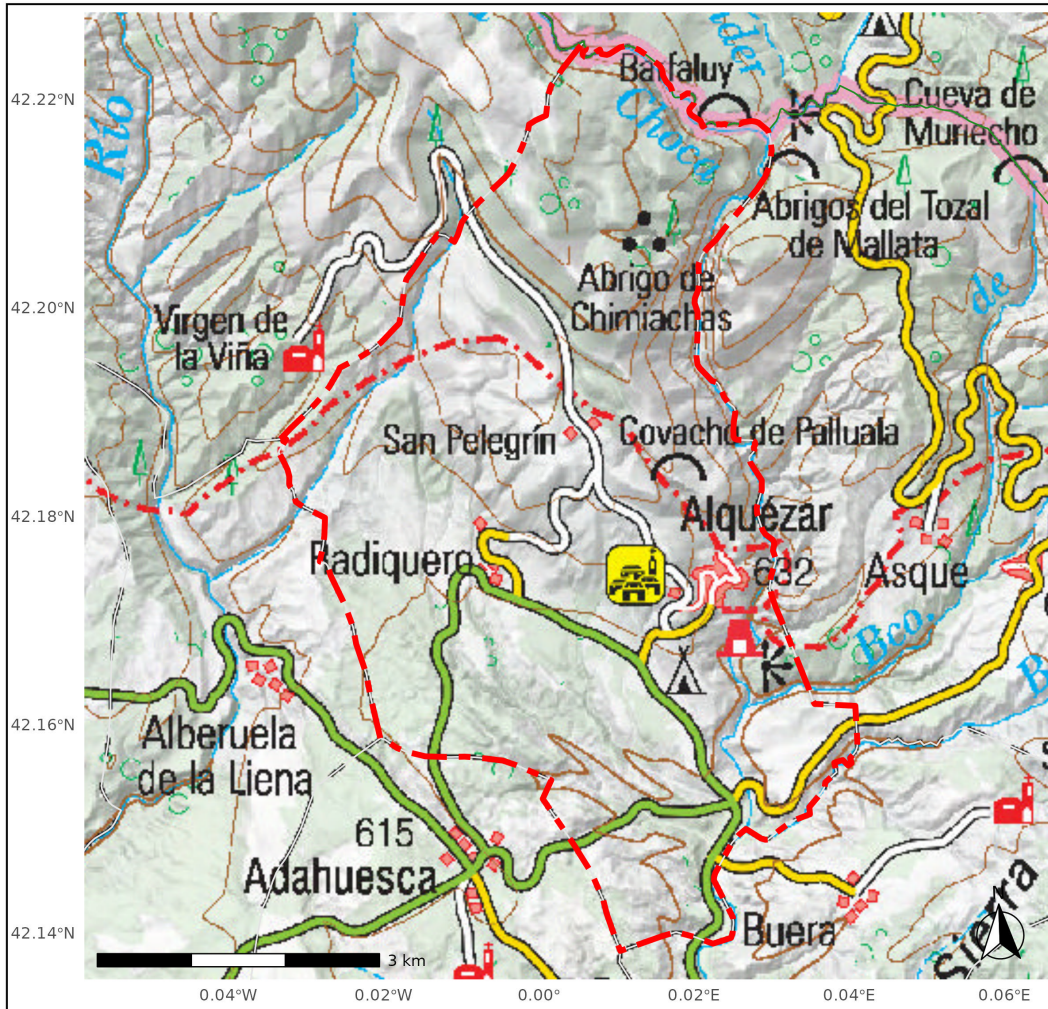 42.22°N
42.20°N
42.18°N
42.16°N
42.14°N
Río
Barfaluy
Choca
Cueva de
Muriecho
Abrigos del Tozal
de Mallata
Abrigo de
Chimiachas
de
Virgen de
la Viña
San Pelegrín
Covacho de Palluala
Alquézar
632
Radiquero
Asque
Bco.
Alberuela
de la Liena
615
Adahuesca
Buera
Sierra
3 km
0.04°W
0.02°W
0.00°
0.02°E
0.04°E
0.06°E